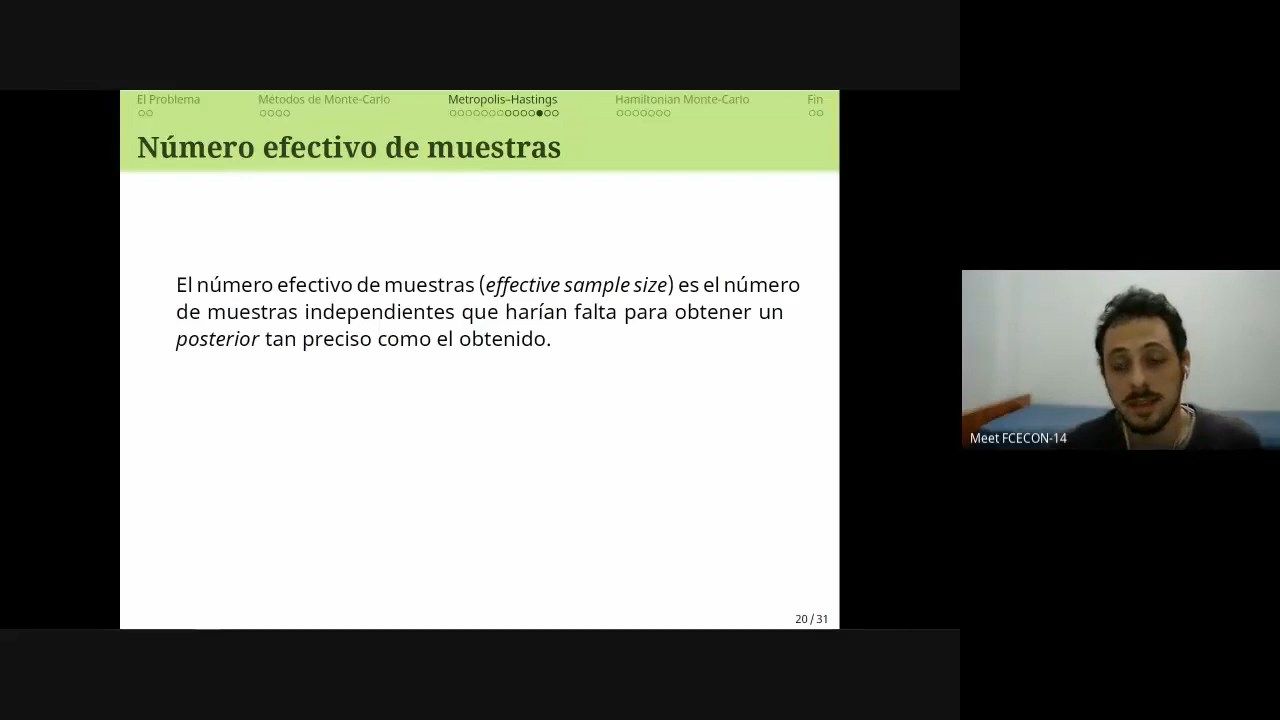 El Problema
Métodos de Monte-Carlo
Metropolis–Hastings
Hamiltonian Monte-Carlo
Fin
Número efectivo de muestras
El número efectivo de muestras (effective sample size) es el número
de muestras independientes que harían falta para obtener un
posterior tan preciso como el obtenido.
Meet FCECON-14
20 / 31